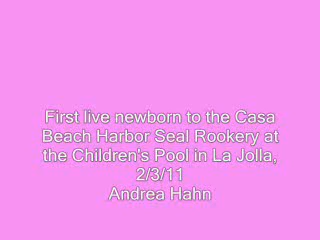 First live newborn to the Casa
Beach Harbor Seal Rookery at
the Children's Pool in La Jolla,
2/3/11
Andrea Hahn